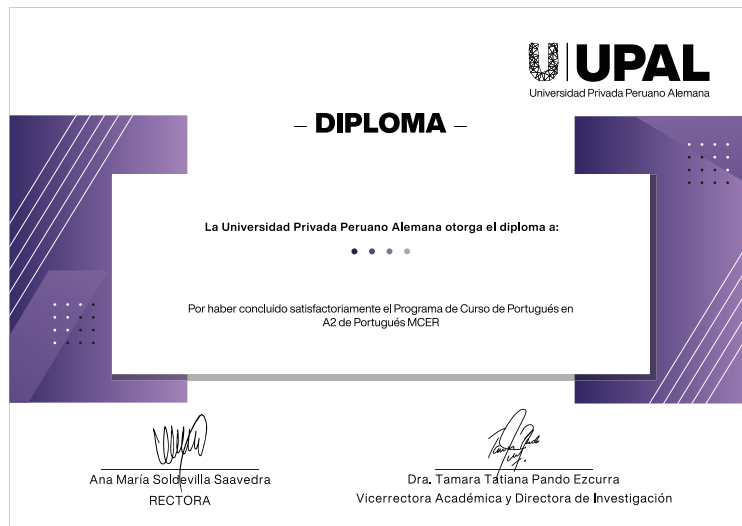 UPAL
Universidad Privada Peruano Alemana
– DIPLOMA –
La Universidad Privada Peruano Alemana otorga el diploma a:
Por haber concluido satisfactoriamente el Programa de Curso de Portugués en
A2 de Portugués MCER
Ana María Soldevilla Saavedra
RECTORA
Dra. Tamara Tatiana Pando Ezcurra
Vicerrectora Académica y Directora de Investigación